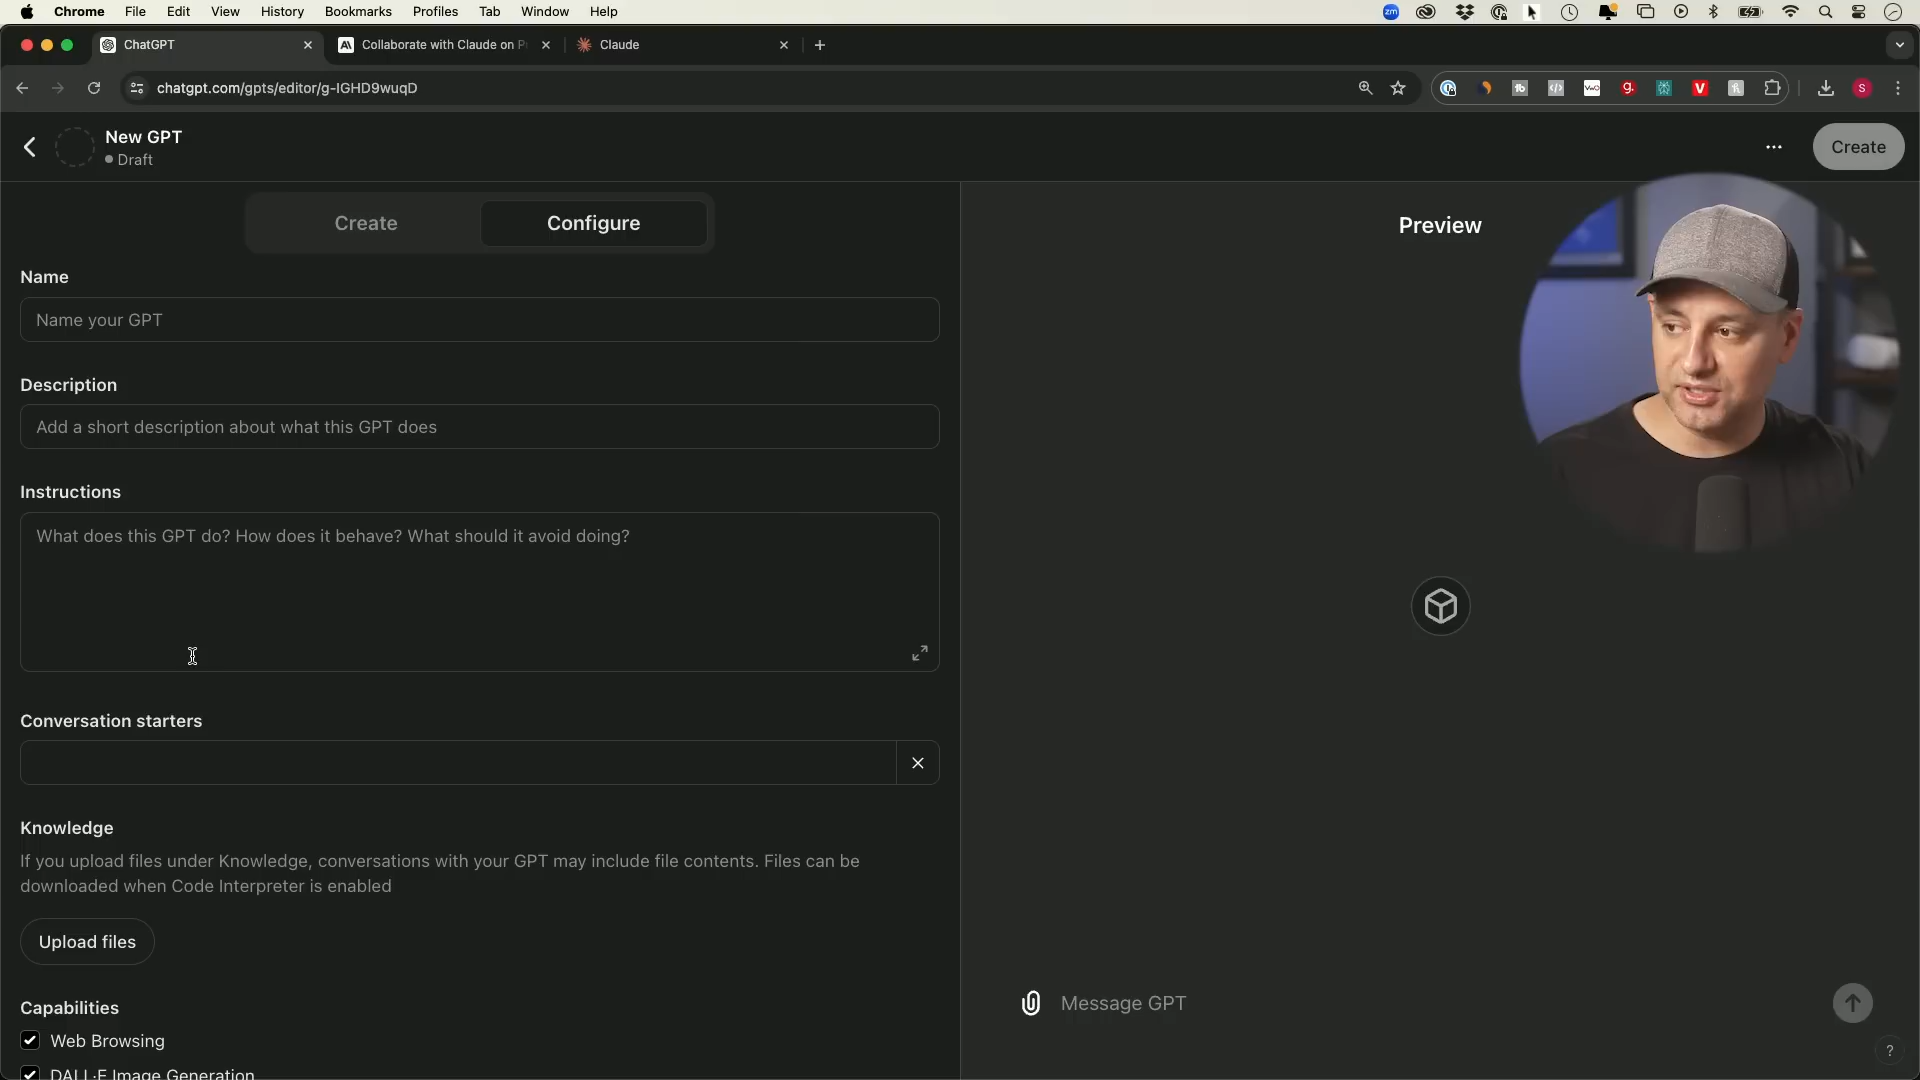 Chrome File Edit View History Bookmarks Profiles Tab Window Help
zm
ChatGPT
Collaborate with Claude on P
Claude
chatgpt.com/gpts/editor/g-IGHD9wuqD
S
New GPT
Draft
Create
Create
Configure
Preview
Name
Name your GPT
Description
Add a short description about what this GPT does
Instructions
What does this GPT do? How does it behave? What should it avoid doing?
Conversation starters
Knowledge
If you upload files under Knowledge, conversations with your GPT may include file contents. Files can be
downloaded when Code Interpreter is enabled
Upload files
Capabilities
Web Browsing
DALL·E Image Generation
Message GPT
?